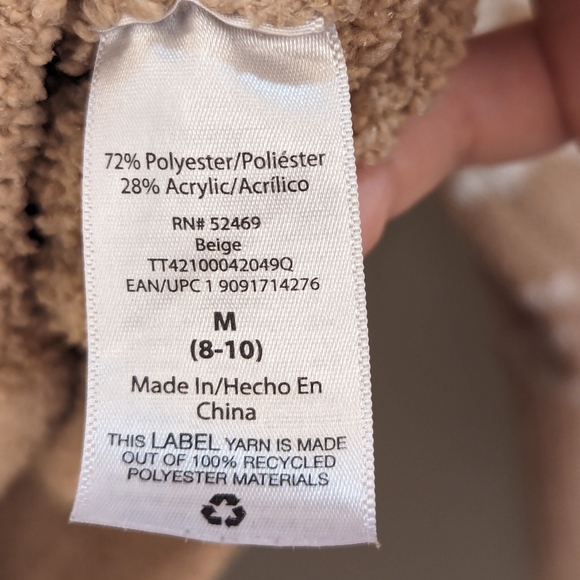 72% Polyester/Poliéster
28% Acrylic/Acrílico
RN# 52469
Beige
TT42100042049Q
EAN/UPC 1 9091714276
M
(8-10)
Made In/Hecho En
China
THIS LABEL YARN IS MADE
OUT OF 100% RECYCLED
POLYESTER MATERIALS